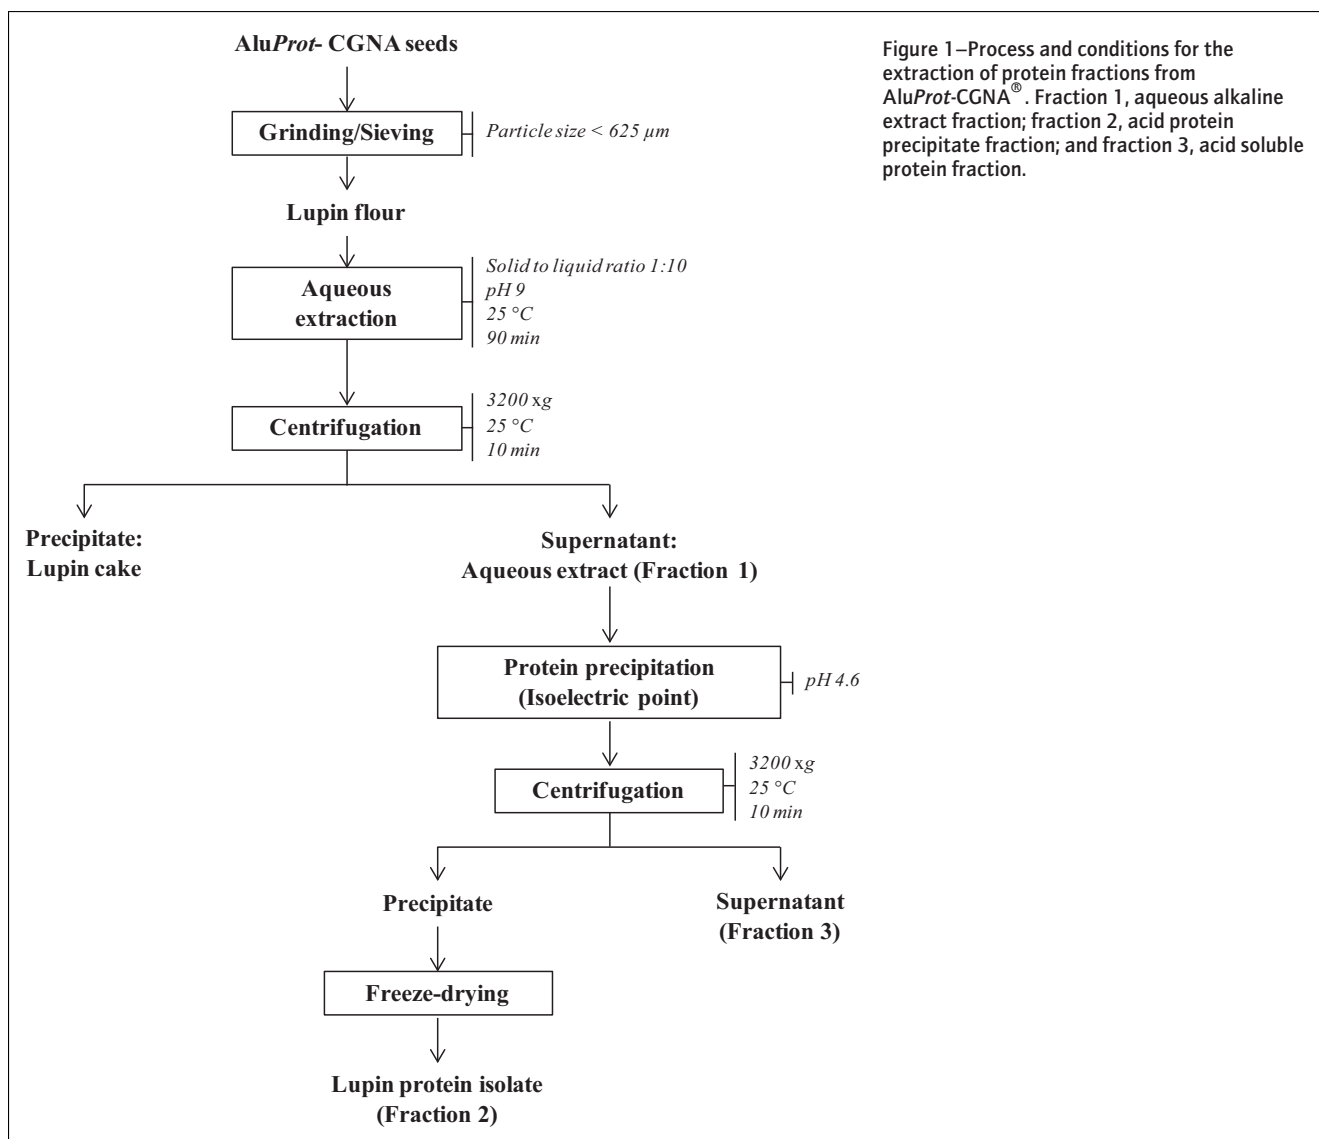 AluProt- CGNA seeds
Grinding/Sieving
Particle size < 625 µm
Lupin flour
Aqueous
extraction
Solid to liquid ratio 1:10
pH 9
25 °C
90 min
Centrifugation
3200 xg
25 °C
10 min
Precipitate:
Lupin cake
Supernatant:
Aqueous extract (Fraction 1)
Protein precipitation
(Isoelectric point)
pH 4.6
Centrifugation
3200 xg
25 °C
10 min
Precipitate
Supernatant
(Fraction 3)
Freeze-drying
Lupin protein isolate
(Fraction 2)
Figure 1–Process and conditions for the
extraction of protein fractions from
AluProt-CGNA®. Fraction 1, aqueous alkaline
extract fraction; fraction 2, acid protein
precipitate fraction; and fraction 3, acid soluble
protein fraction.